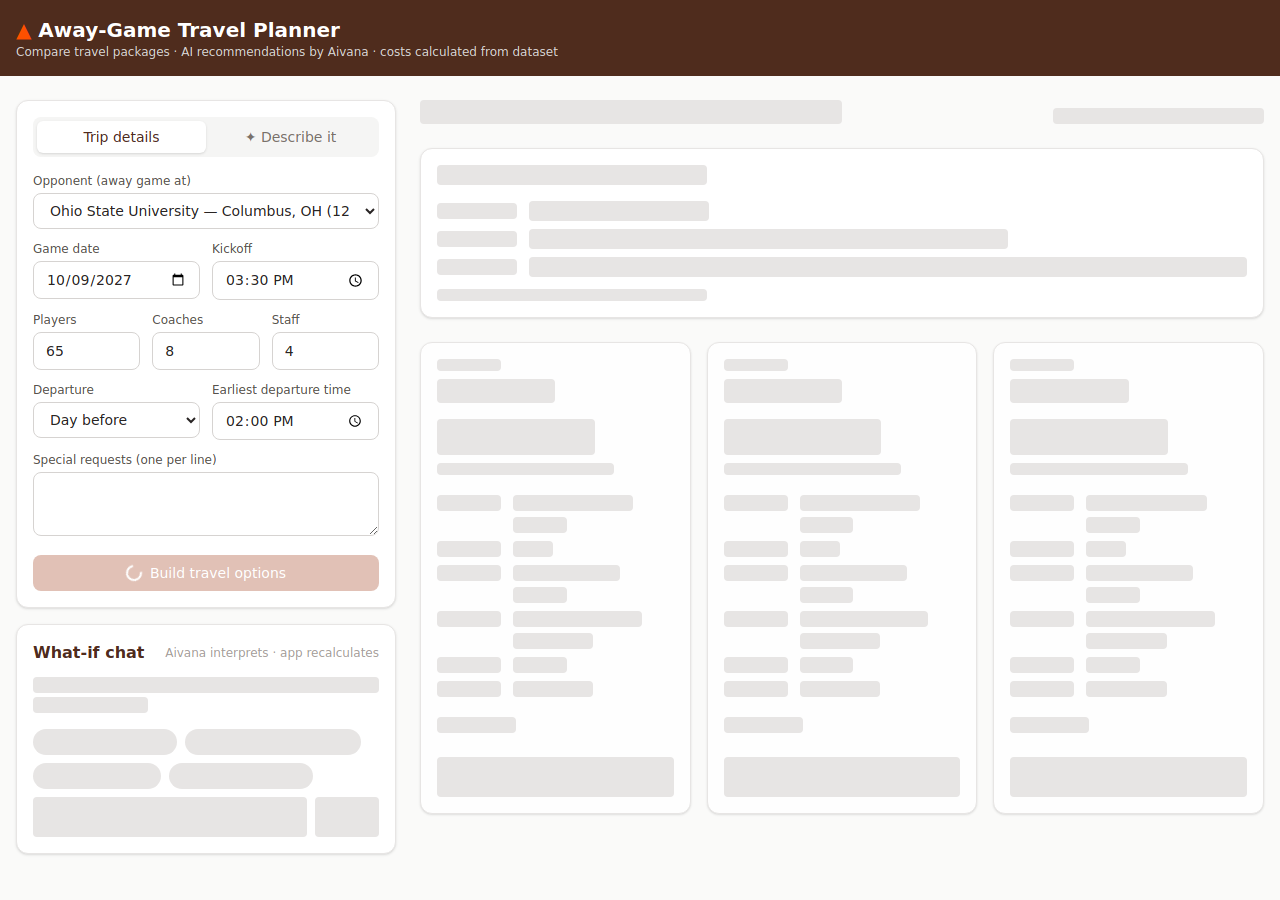 Away-Game Travel Planner
Compare travel packages · AI recommendations by Aivana · costs calculated from dataset
Trip details
✦ Describe it
Opponent (away game at)
Ohio State University — Columbus, OH (12
Game date
Kickoff
10/09/2027
03:30 PM
Players
Coaches
Staff
65
8
4
Departure
Earliest departure time
Day before
02:00 PM
Special requests (one per line)
Build travel options
What-if chat
Aivana interprets · app recalculates